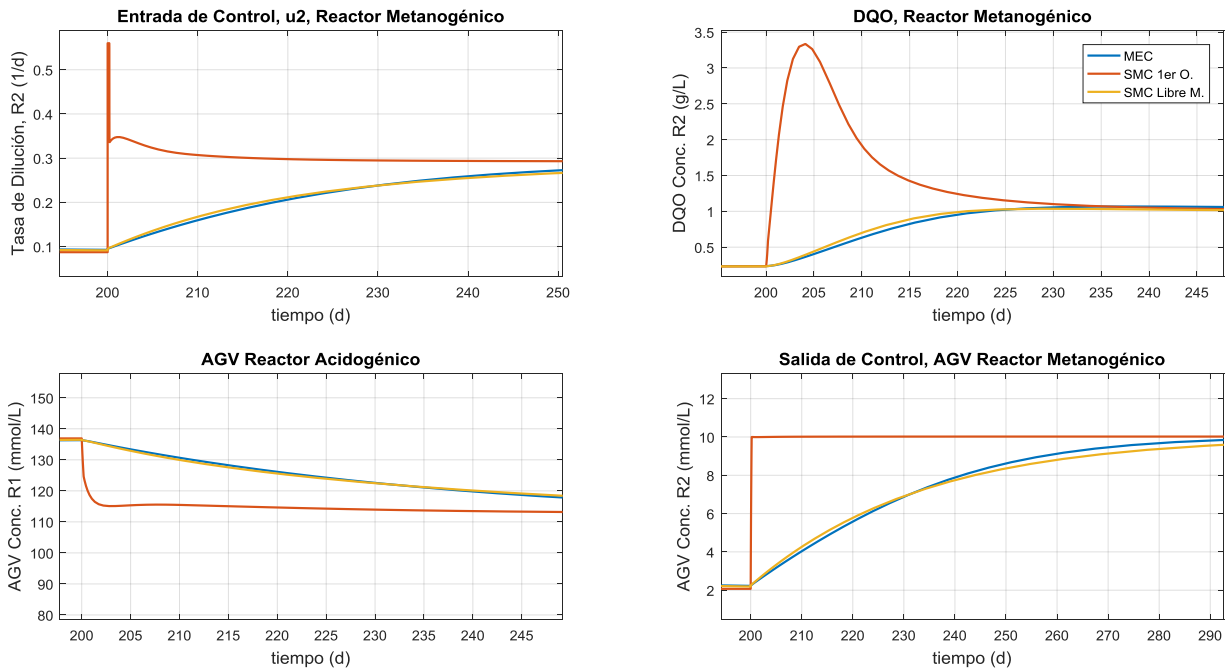 Entrada de Control, u2, Reactor Metanogénico
Tasa de Dilución, R2 (1/d)
0.5
0.4
0.3
0.2
0.1
200 210 220 230 240 250
tiempo (d)
DQO, Reactor Metanogénico
DQO Conc. R2 (g/L)
3.5
3
2.5
2
1.5
1
0.5
MEC
SMC 1er O.
SMC Libre M.
200 205 210 215 220 225 230 235 240 245
tiempo (d)
AGV Reactor Acidogénico
AGV Conc. R1 (mmol/L)
150
140
130
120
110
100
90
80
200 205 210 215 220 225 230 235 240 245
tiempo (d)
Salida de Control, AGV Reactor Metanogénico
AGV Conc. R2 (mmol/L)
12
10
8
6
4
2
200 210 220 230 240 250 260 270 280 290
tiempo (d)